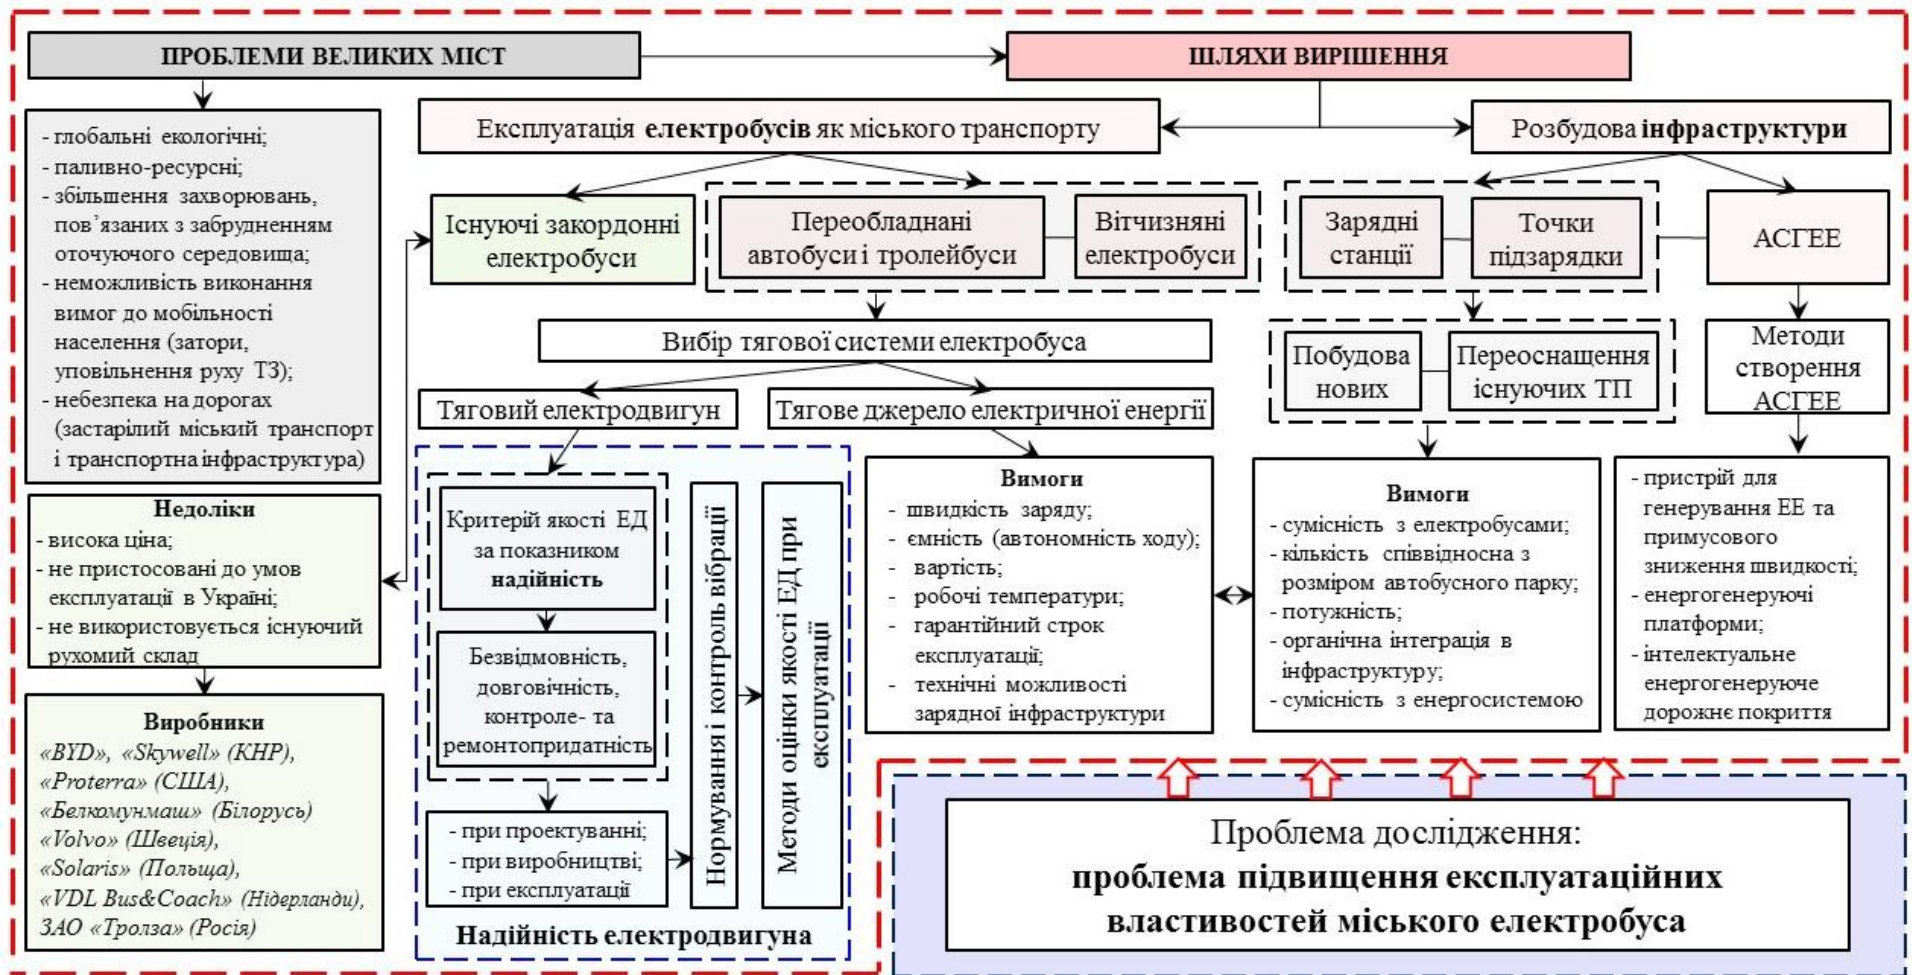 ПРОБЛЕМИ ВЕЛИКИХ МІСТ
ШЛЯХИ ВИРІШЕННЯ
- глобальні екологічні;
- паливно-ресурсні;
- збільшення захворювань,
пов’язаних з забрудненням
оточуючого середовища;
- неможливість виконання
вимог до мобільності
населення (затори,
уповільнення руху ТЗ);
- небезпека на дорогах
(застарілий міський транспорт
і транспортна інфраструктура)
Експлуатація електробусів як міського транспорту
Розбудова інфраструктури
Існуючі закордонні
електробуси
Переобладнані
автобуси і тролейбуси
Вітчизняні
електробуси
Зарядні
станції
Точки
підзарядки
АСГЕЕ
Вибір тягової системи електробуса
Побудова
нових
Переоснащення
існуючих ТП
Методи
створення
АСГЕЕ
Тяговий електродвигун
Тягове джерело електричної енергії
Недоліки
- висока ціна;
- не пристосовані до умов
експлуатації в Україні;
- не використовується існуючий
рухомий склад
Виробники
«BYD», «Skywell» (КНР),
«Proterra» (США),
«Белкомунмаш» (Білорусь)
«Volvo» (Швеція),
«Solaris» (Польща),
«VDL Bus&Coach» (Нідерланди),
ЗАО «Тролза» (Росія)
Критерій якості ЕД
за показником
надійність
Безвідмовність,
довговічність,
контроле- та
ремонтопридатність
- при проектуванні;
- при виробництві;
- при експлуатації
Нормування і контроль вібрації
Методи оцінки якості ЕД при
експлуатації
Надійність електродвигуна
Вимоги
- швидкість заряду;
- ємність (автономність ходу);
- вартість;
- робочі температури;
- гарантійний строк
експлуатації;
- технічні можливості
зарядної інфраструктури
Вимоги
- сумісність з електробусами;
- кількість співвідносна з
розміром автобусного парку;
- потужність;
- органічна інтеграція в
інфраструктуру;
- сумісність з енергосистемою
- пристрій для
генерування ЕЕ та
примусового
зниження швидкості;
- енергогенеруючі
платформи;
- інтелектуальне
енергогенеруюче
дорожнє покриття
Проблема дослідження:
проблема підвищення експлуатаційних
властивостей міського електробуса